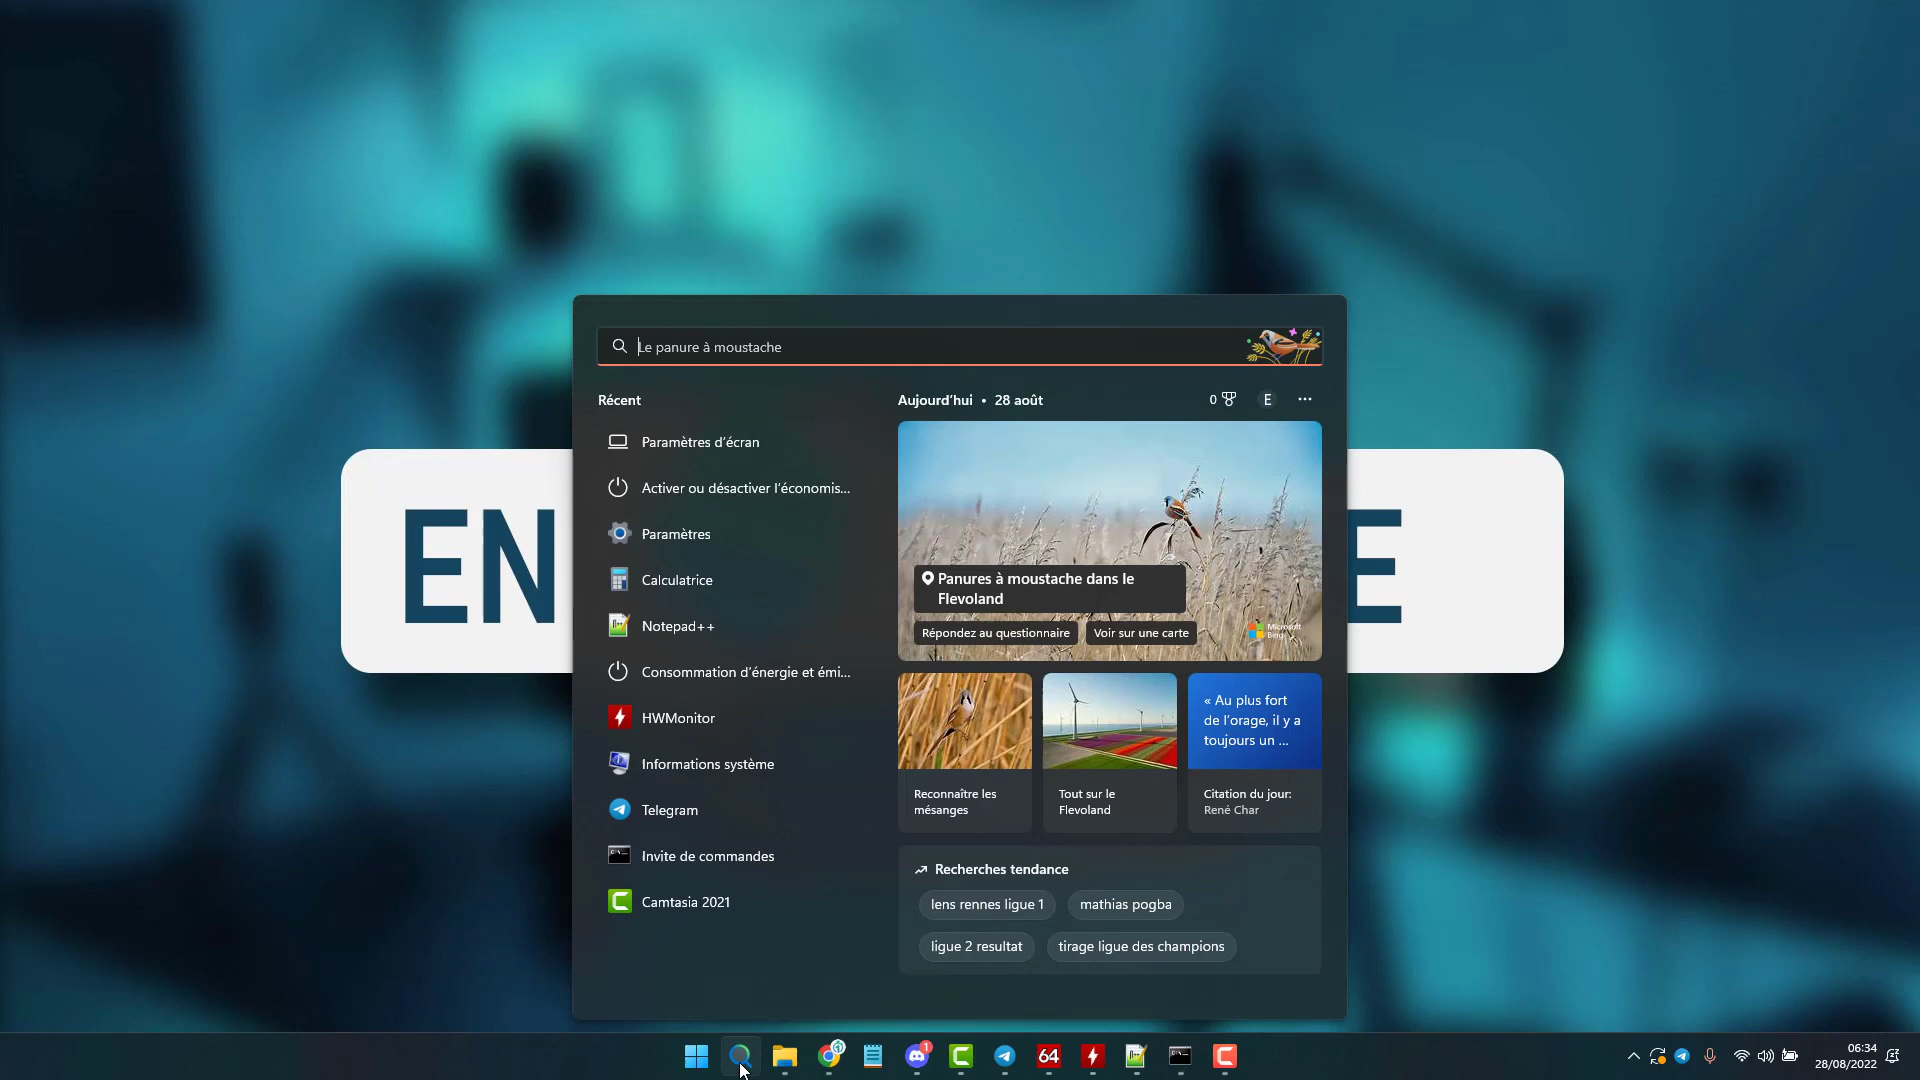 Le panure à moustache
Récent
Paramètres d'écran
Activer ou désactiver l'économis...
Paramètres
Calculatrice
Notepad++
Consommation d'énergie et émi...
HWMonitor
Informations système
Telegram
Invite de commandes
Camtasia 2021
Aujourd'hui • 28 août
0
E
...
Panures à moustache dans le
Flevoland
Répondez au questionnaire
Voir sur une carte
Microsoft
Bing
Reconnaître les
mésanges
Tout sur le
Flevoland
« Au plus fort
de l'orage, il y a
toujours un ...
Citation du jour:
René Char
Recherches tendance
lens rennes ligue 1
mathias pogba
ligue 2 resultat
tirage ligue des champions
EN
E
1
64
06:34
28/08/2022